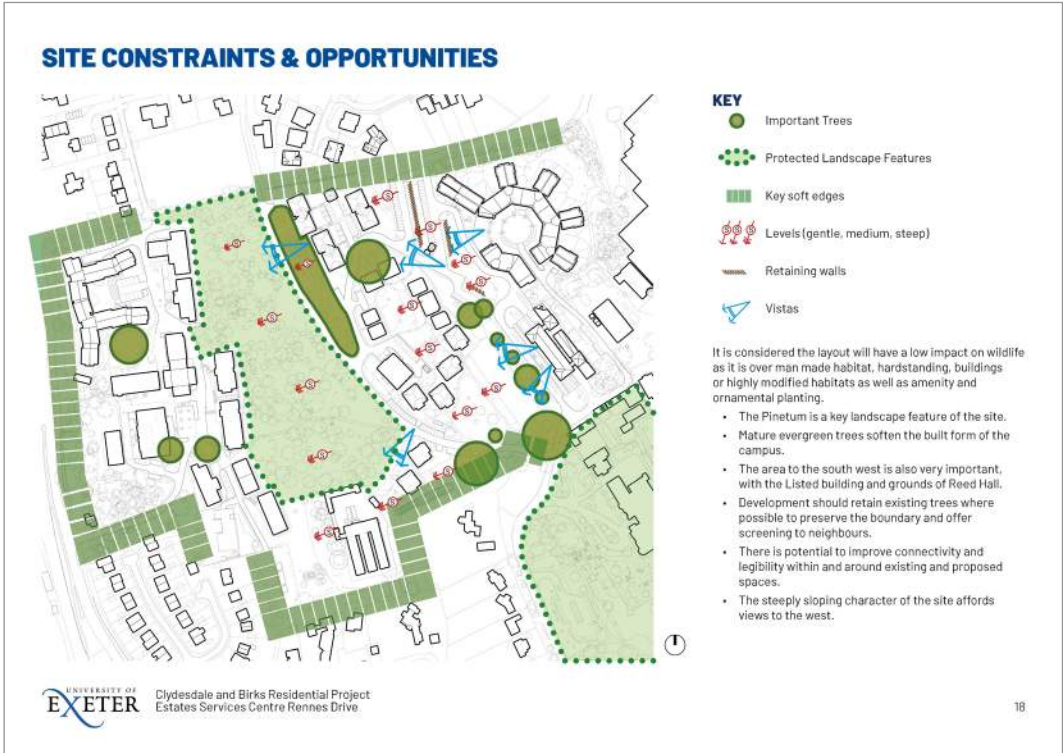 SITE CONSTRAINTS & OPPORTUNITIES
KEY
Important Trees
Protected Landscape Features
Key soft edges
Levels (gentle, medium, steep)
Retaining walls
Vistas
It is considered the layout will have a low impact on wildlife
as it is over man made habitat, hardstanding, buildings
or highly modified habitats as well as amenity and
ornamental planting.
• The Pinetum is a key landscape feature of the site.
• Mature evergreen trees soften the built form of the
campus.
• The area to the south west is also very important,
with the Listed building and grounds of Reed Hall.
• Development should retain existing trees where
possible to preserve the boundary and offer
screening to neighbours.
• There is potential to improve connectivity and
legibility within and around existing and proposed
spaces.
• The steeply sloping character of the site affords
views to the west.
UNIVERSITY OF
EXETER
Clydesdale and Birks Residential Project
Estates Services Centre Rennes Drive
18